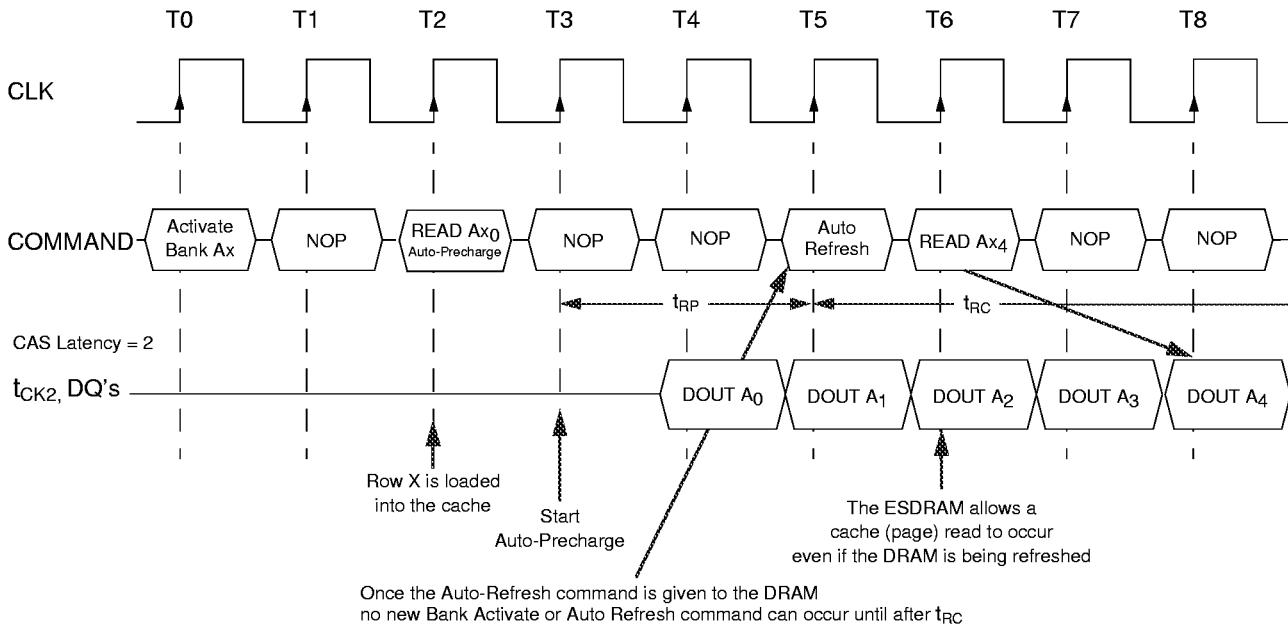 T0 T1 T2 T3 T4 T5 T6 T7 T8
CLK
COMMAND
Activate
Bank Ax
NOP
READ Ax0
Auto-Precharge
NOP
NOP
Auto
Refresh
READ Ax4
NOP
NOP
tRP
tRC
CAS Latency = 2
tCK2, DQ's
DOUT A0
DOUT A1
DOUT A2
DOUT A3
DOUT A4
Row X is loaded
into the cache
Start
Auto-Precharge
The ESDRAM allows a
cache (page) read to occur
even if the DRAM is being refreshed
Once the Auto-Refresh command is given to the DRAM
no new Bank Activate or Auto Refresh command can occur until after tRC